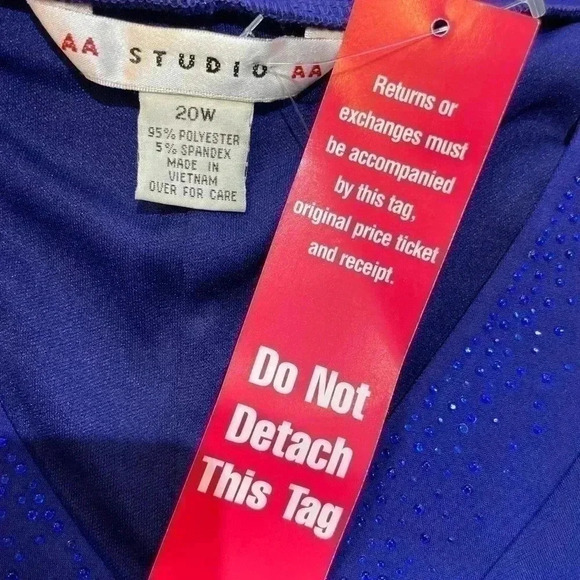 AA STUDIO AA
20W
95% POLYESTER
5% SPANDEX
MADE IN
VIETNAM
OVER FOR CARE
Returns or
exchanges must
be accompanied
by this tag,
original price ticket
and receipt.
Do Not
Detach
This Tag